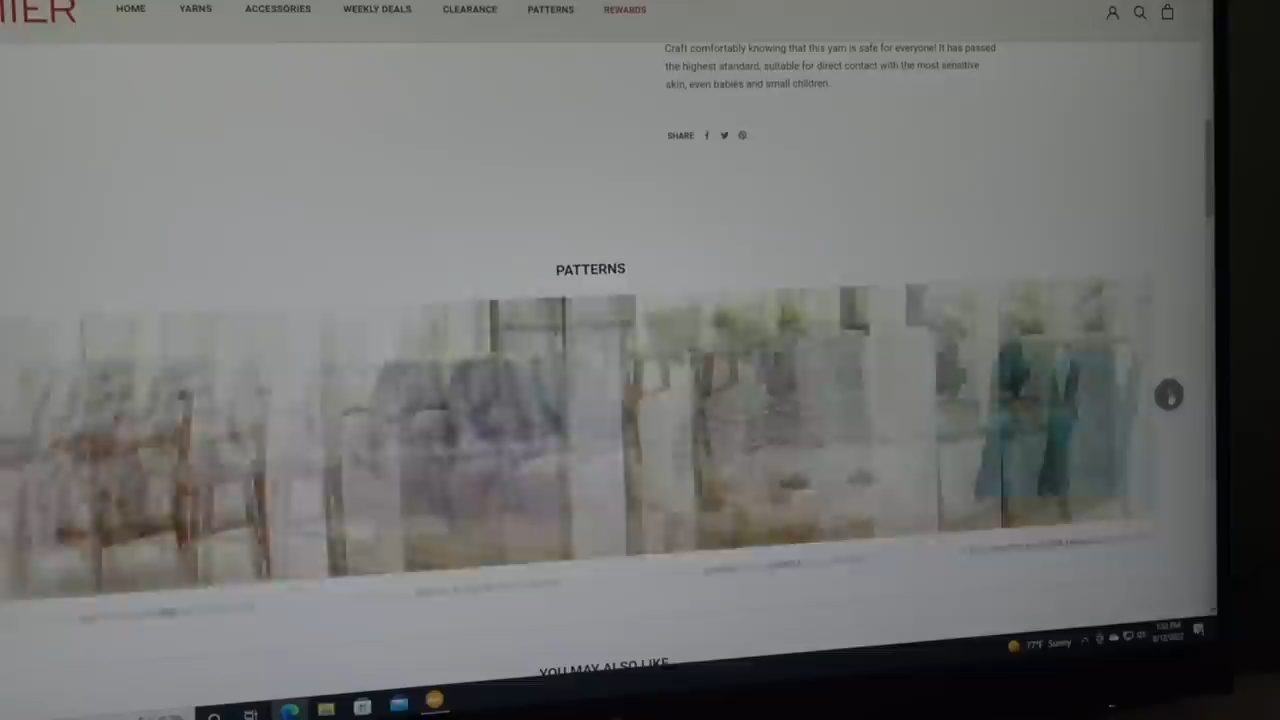 HOME YARNS ACCESSORIES WEEKLY DEALS CLEARANCE PATTERNS REWARDS
Craft comfortably knowing that this yarn is safe for everyone! It has passed
the highest standard, suitable for direct contact with the most sensitive
skin, even babies and small children.
SHARE
PATTERNS
YOU MAY ALSO LIKE
77°F Sunny